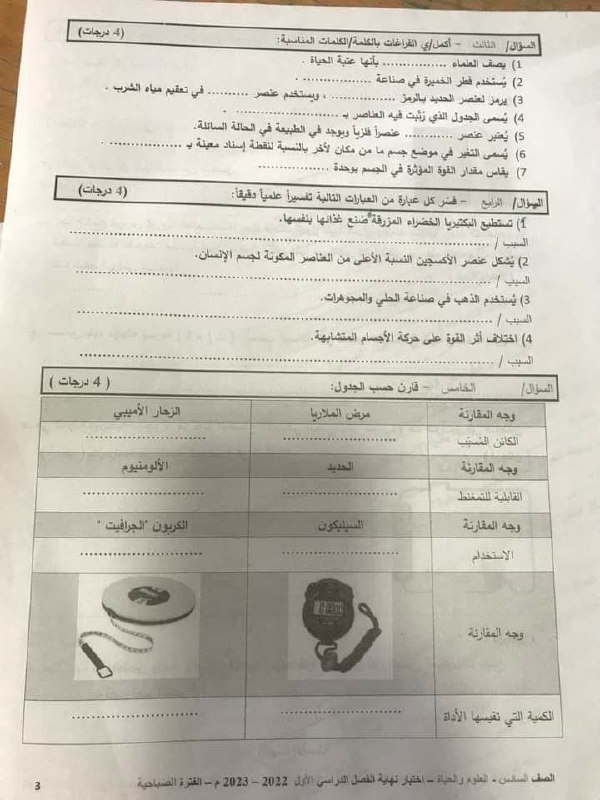 السؤال/ الثالث - أكمل/ي الفراغات بالكلمة/الكلمات المناسبة: (4 درجات)
1) يصف العلماء ................ بأنها عتبة الحياة .
2) يُستخدم فطر الخميرة في صناعة ................
3) يرمز لعنصر الحديد بالرمز ............ ، ويستخدم عنصر ............ في تعقيم مياه الشرب .
4) يُسمى الجدول الذي رُتبت فيه العناصر بـ ................ .
5) يُعتبر عنصر ............ عنصراً فلزياً ويوجد في الطبيعة في الحالة السائلة.
6) يُسمى التغير في موضع جسم ما من مكان لآخر بالنسبة لنقطة إسناد معينة بـ ............ .
7) يقاس مقدار القوة المؤثرة في الجسم بوحدة ................
السؤال/ الرابع - فسّر كل عبارة من العبارات التالية تفسيراً علمياً دقيقاً: (4 درجات)
1) تستطيع البكتيريا الخضراء المزرقة صُنع غذائها بنفسها.
السبب / ................
2) يُشكل عنصر الأكسجين النسبة الأعلى من العناصر المكونة لجسم الإنسان.
السبب / ................
3) يُستخدم الذهب في صناعة الحلي والمجوهرات.
السبب / ................
4) اختلاف أثر القوة على حركة الأجسام المتشابهة.
السبب / ................
السؤال/ الخامس - قارن حسب الجدول: (4 درجات)
وجه المقارنة مرض الملاريا الزحار الأميبي
الكائن المُسبّب ................ ................
وجه المقارنة الحديد الألومنيوم
القابلية للتمغنط ................ ................
وجه المقارنة السيليكون الكربون "الجرافيت"
الاستخدام ................ ................
وجه المقارنة
الكمية التي تقيسها الأداة ................ ................
الصف السادس - العلوم والحياة - اختبار نهاية الفصل الدراسي الأول 2022 - 2023 م - الفترة الصباحية 3